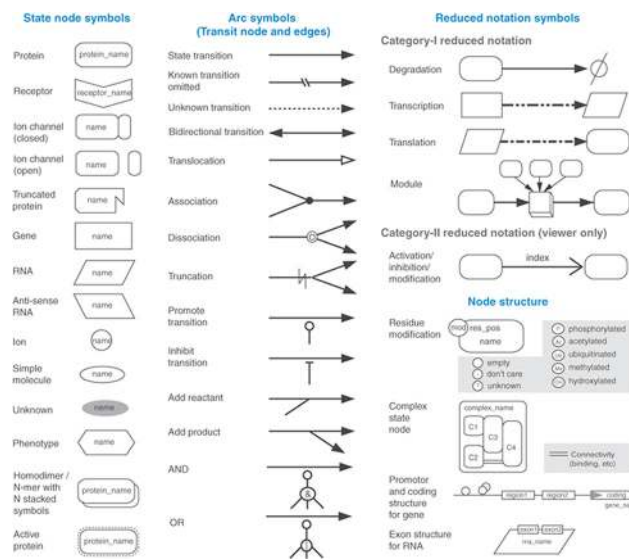 State node symbols
Protein
protein_name
Receptor
receptor_name
Ion channel
(closed)
name
Ion channel
(open)
name
Truncated
protein
name
Gene
name
RNA
name
Anti-sense
RNA
name
Ion
name
Simple
molecule
name
Unknown
name
Phenotype
name
Homodimer /
N-mer with
N stacked
symbols
protein_name
Active
protein
protein_name
Arc symbols
(Transit node and edges)
State transition
Known transition
omitted
Unknown transition
Bidirectional transition
Translocation
Association
Dissociation
Truncation
N
Promote
transition
Inhibit
transition
Add reactant
Add product
AND
&
OR
|
Reduced notation symbols
Category-I reduced notation
Degradation
Transcription
Translation
Module
Category-II reduced notation (viewer only)
Activation/
inhibition/
modification
index
Node structure
Residue
modification
mod
res_pos
name
empty
don't care
unknown
phosphorylated
acetylated
ubiquitinated
methylated
hydroxylated
Complex
state
node
complex_name
C1
C2
C3
C4
Connectivity
(binding, etc)
Promotor
and coding
structure
for gene
region1
region2
coding
Exon structure
for RNA
exon1
exon2
rna_name